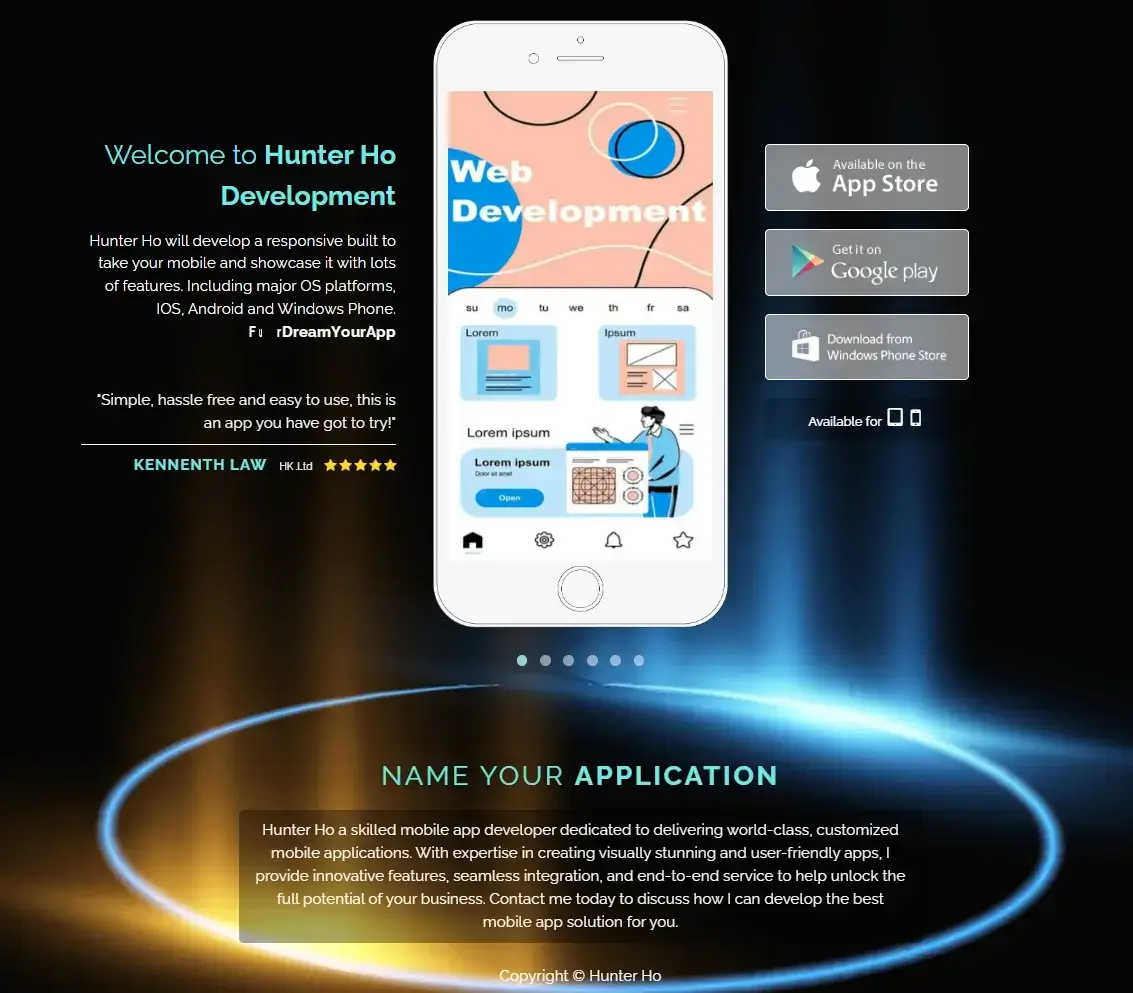 Welcome to Hunter Ho
Development
Hunter Ho will develop a responsive built to
take your mobile and showcase it with lots
of features. Including major OS platforms,
IOS, Android and Windows Phone.
DreamYourApp
"Simple, hassle free and easy to use, this is
an app you have got to try!"
KENNENTH LAW HK.Ltd
Web
Development
su mo tu we th fr sa
Lorem Ipsum
Lorem ipsum
Lorem ipsum
Dolor sit amet
Open
Available on the
App Store
Get it on
Google play
Download from
Windows Phone Store
Available for
NAME YOUR APPLICATION
Hunter Ho a skilled mobile app developer dedicated to delivering world-class, customized
mobile applications. With expertise in creating visually stunning and user-friendly apps, I
provide innovative features, seamless integration, and end-to-end service to help unlock the
full potential of your business. Contact me today to discuss how I can develop the best
mobile app solution for you.
Copyright © Hunter Ho